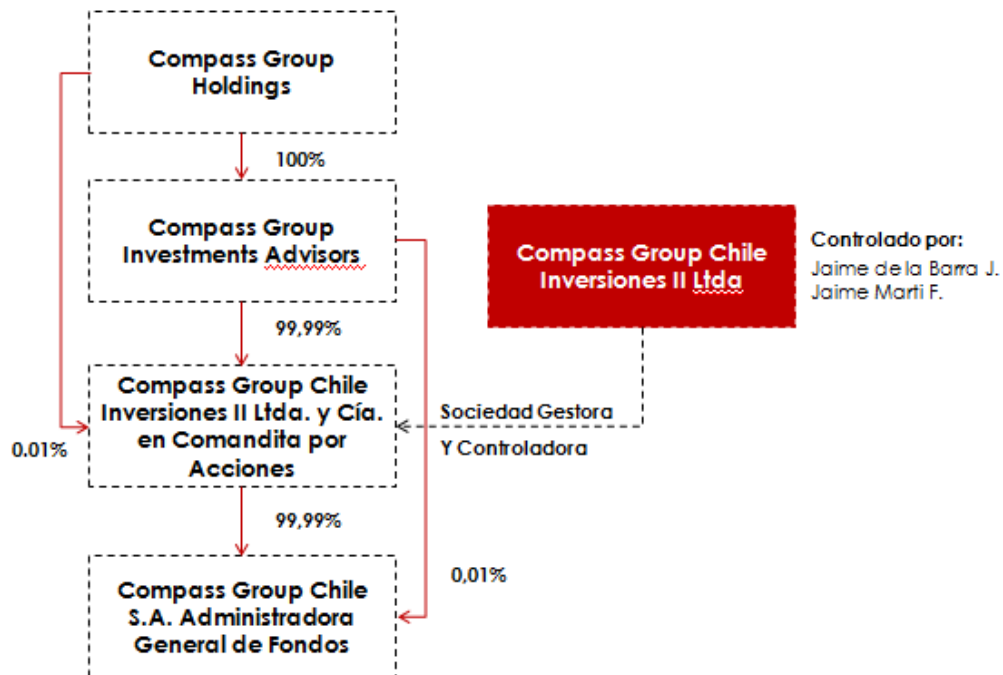 Compass Group
Holdings
100%
Compass Group
Investments Advisors
Compass Group Chile
Inversiones II Ltda
Controlado por:
Jaime de la Barra J.
Jaime Marti F.
99,99%
Compass Group Chile
Inversiones II Ltda. y Cía.
en Comandita por
Acciones
Sociedad Gestora
Y Controladora
0.01%
99,99%
Compass Group Chile
S.A. Administradora
General de Fondos
0,01%